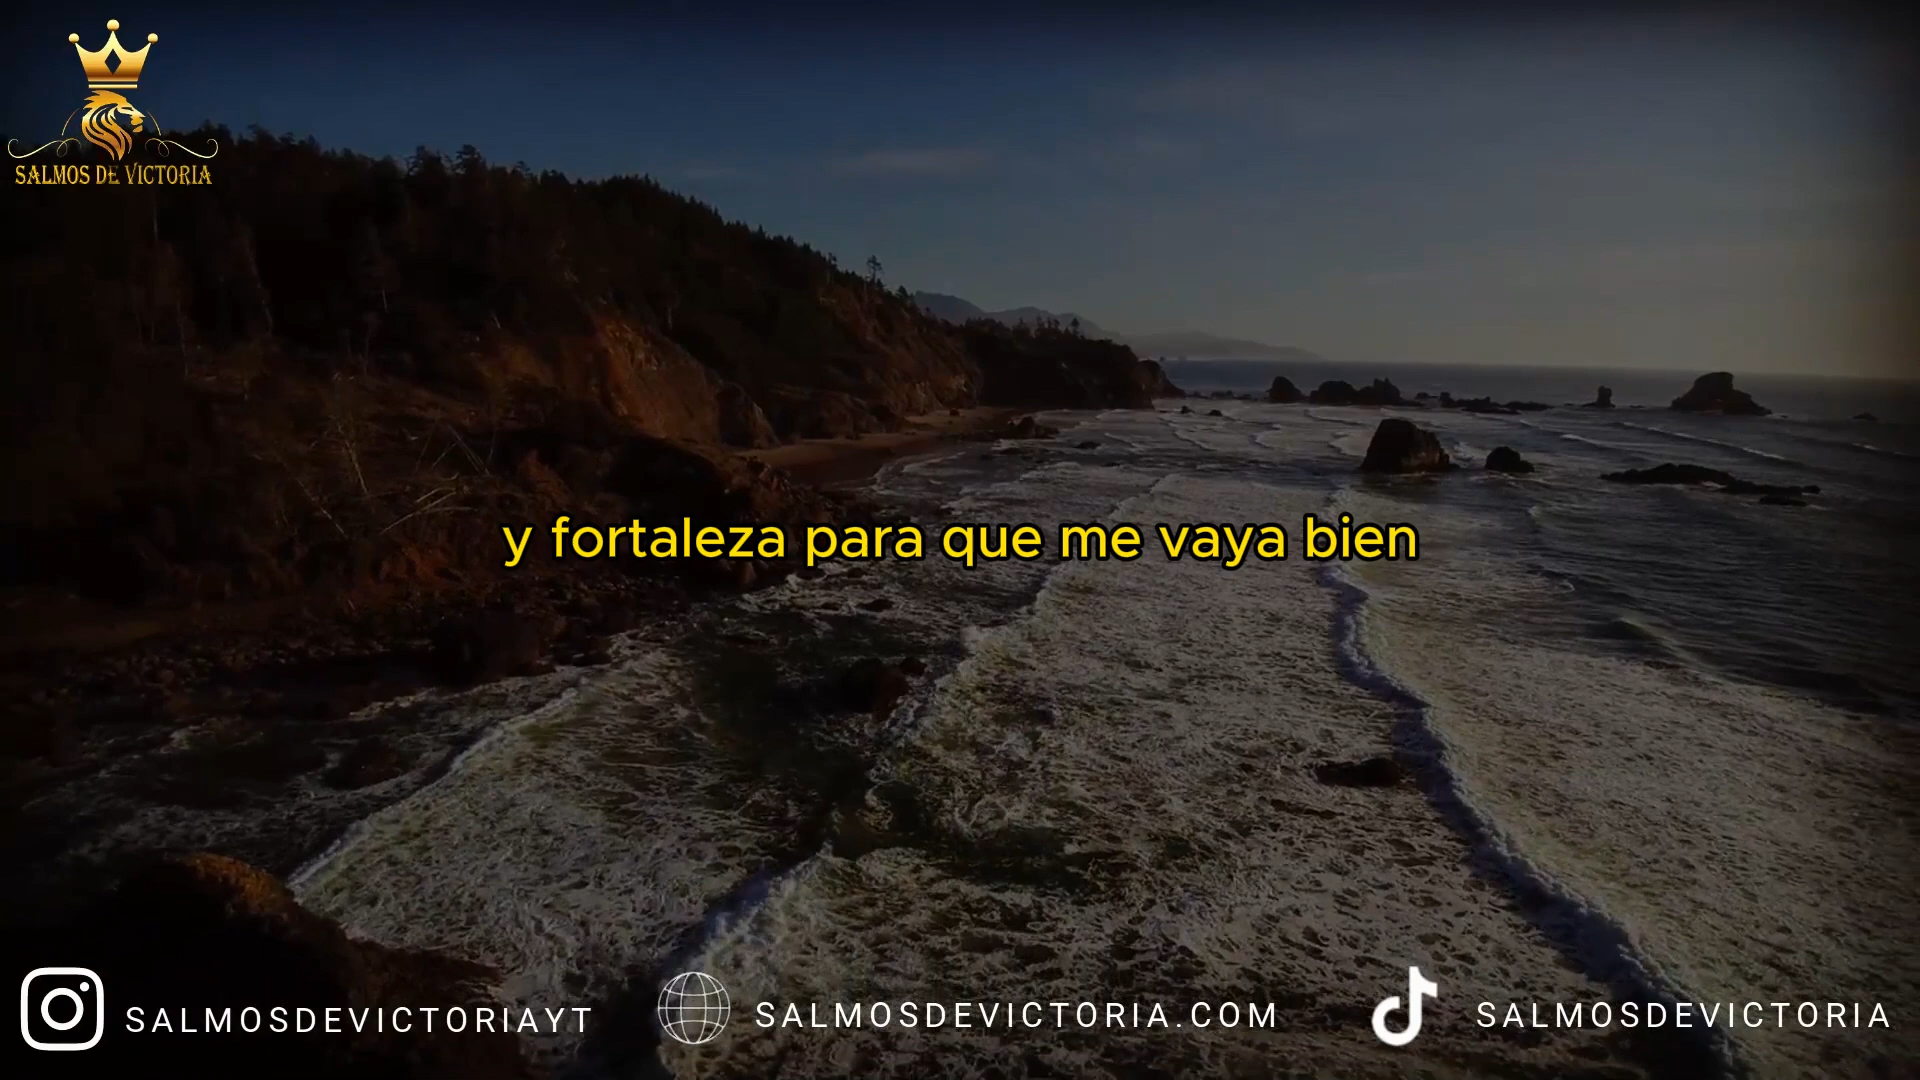 SALMOS DE VICTORIA
y fortaleza para que me vaya bien
SALMOSDEVICTORIAYT
SALMOSDEVICTORIA.COM
SALMOSDEVICTORIA